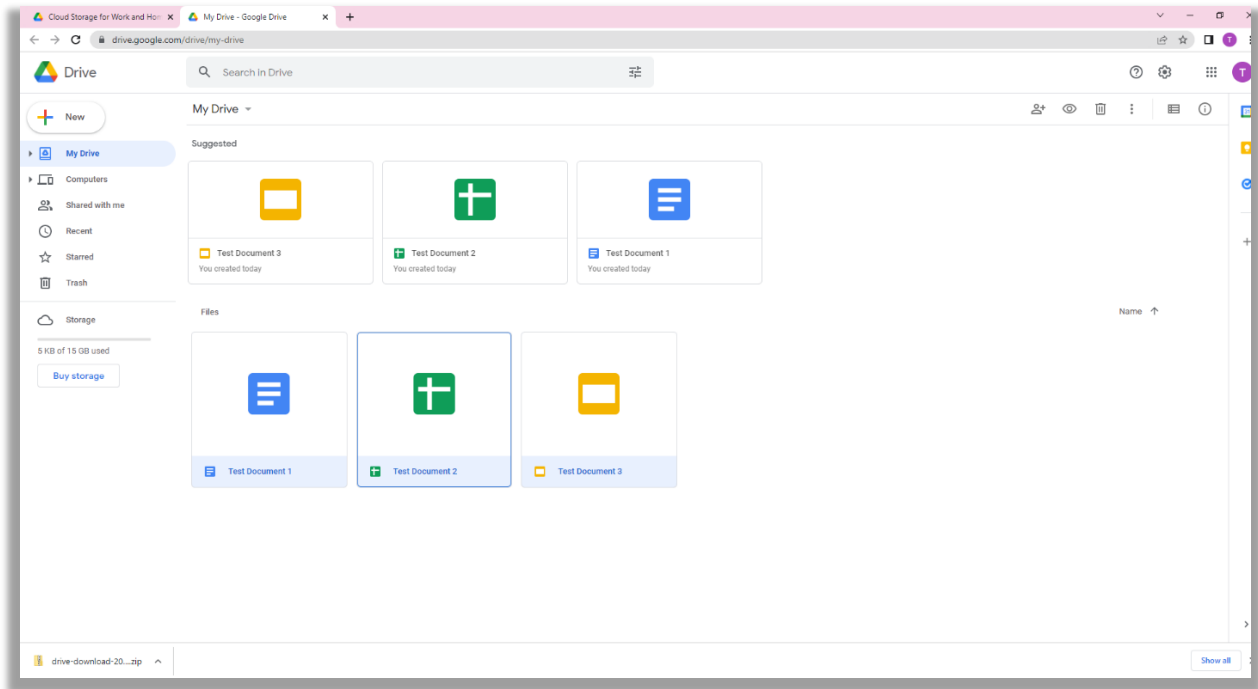 Cloud Storage for Work and Hom
My Drive - Google Drive
drive.google.com/drive/my-drive
T
Drive
Search in Drive
T
New
My Drive
My Drive
Computers
Shared with me
Recent
Starred
Trash
Storage
5 KB of 15 GB used
Buy storage
Suggested
Test Document 3
You created today
Test Document 2
You created today
Test Document 1
You created today
Files
Name
Test Document 1
Test Document 2
Test Document 3
drive-download-20....zip
Show all